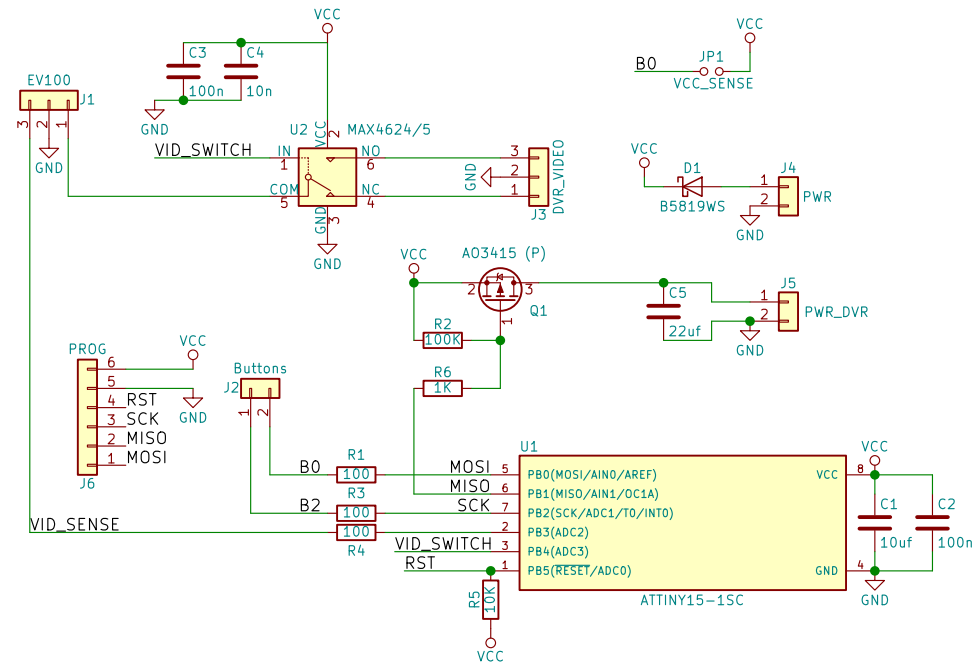 VCC
C3
100n
C4
10n
GND
VCC
B0
JP1
VCC_SENSE
EV100
J1
3
2
1
GND
U2
MAX4624/5
VCC
2
VID_SWITCH
IN
1
NO
6
COM
5
NC
4
GND
3
GND
3
2
1
GND
J3
DVR_VIDEO
VCC
D1
B5819WS
J4
1
2
PWR
GND
VCC
AO3415 (P)
2
3
1
Q1
R2
100K
R6
1K
C5
22uf
J5
1
2
PWR_DVR
GND
PROG
6
5
4
3
2
1
J6
VCC
GND
RST
SCK
MISO
MOSI
Buttons
J2
1
2
B0
R1
100
B2
R3
100
VID_SENSE
100
R4
U1
MOSI
5
PB0(MOSI/AIN0/AREF)
MISO
6
PB1(MISO/AIN1/OC1A)
SCK
7
PB2(SCK/ADC1/T0/INT0)
2
PB3(ADC2)
VID_SWITCH
3
PB4(ADC3)
RST
1
PB5(RESET/ADC0)
VCC
8
GND
4
ATTINY15-1SC
R5
10K
VCC
VCC
C1
10uf
C2
100n
GND